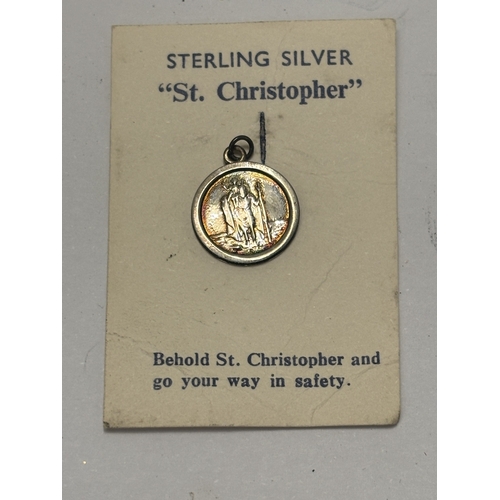 STERLING SILVER
“St. Christopher”
Behold St. Christopher and
go your way in safety.